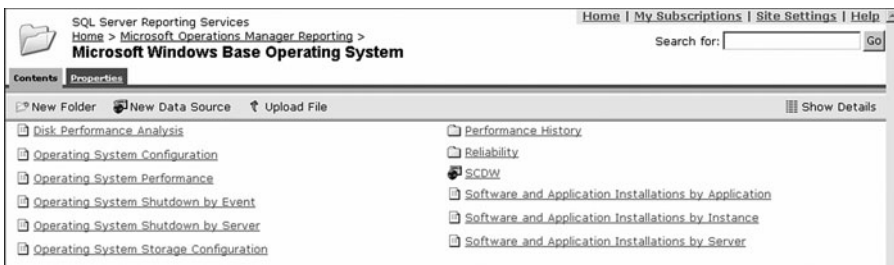 SQL Server Reporting Services
Home | My Subscriptions | Site Settings | Help
Home > Microsoft Operations Manager Reporting >
Microsoft Windows Base Operating System
Search for:
Go
Contents
Properties
New Folder
New Data Source
Upload File
Show Details
Disk Performance Analysis
Operating System Configuration
Operating System Performance
Operating System Shutdown by Event
Operating System Shutdown by Server
Operating System Storage Configuration
Performance History
Reliability
SCDW
Software and Application Installations by Application
Software and Application Installations by Instance
Software and Application Installations by Server